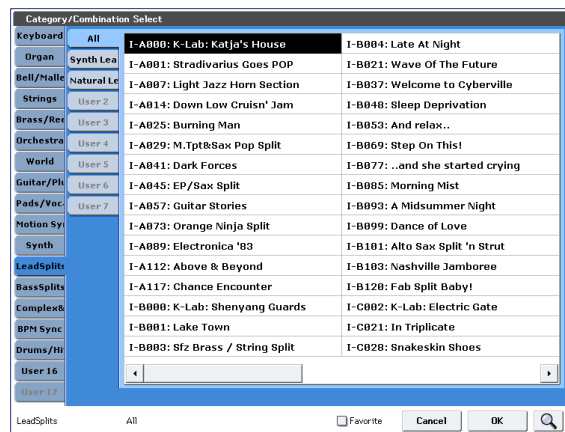 Category/Combination Select
Keyboard
Organ
Bell/Malle
Strings
Brass/Ree
Orchestra
World
Guitar/Plu
Pads/Voc.
Motion Sy
Synth
LeadSplits
BassSplits
Complex&
BPM Sync
Drums/Hi
User 16
User 17
All
Synth Lea
Natural Le
User 2
User 3
User 4
User 5
User 6
User 7
I-A000: K-Lab: Katja's House
I-A001: Stradivarius Goes POP
I-A007: Light Jazz Horn Section
I-A014: Down Low Cruisn' Jam
I-A025: Burning Man
I-A029: M.Tpt&Sax Pop Split
I-A041: Dark Forces
I-A045: EP/Sax Split
I-A057: Guitar Stories
I-A073: Orange Ninja Split
I-A089: Electronica '83
I-A112: Above & Beyond
I-A117: Chance Encounter
I-B000: K-Lab: Shenyang Guards
I-B001: Lake Town
I-B003: Sfz Brass / String Split
I-B004: Late At Night
I-B021: Wave Of The Future
I-B037: Welcome to Cyberville
I-B048: Sleep Deprivation
I-B053: And relax..
I-B069: Step On This!
I-B077: ..and she started crying
I-B085: Morning Mist
I-B093: A Midsummer Night
I-B099: Dance of Love
I-B101: Alto Sax Split 'n Strut
I-B103: Nashville Jamboree
I-B120: Fab Split Baby!
I-C002: K-Lab: Electric Gate
I-C021: In Triplicate
I-C028: Snakeskin Shoes
LeadSplits All Favorite Cancel OK